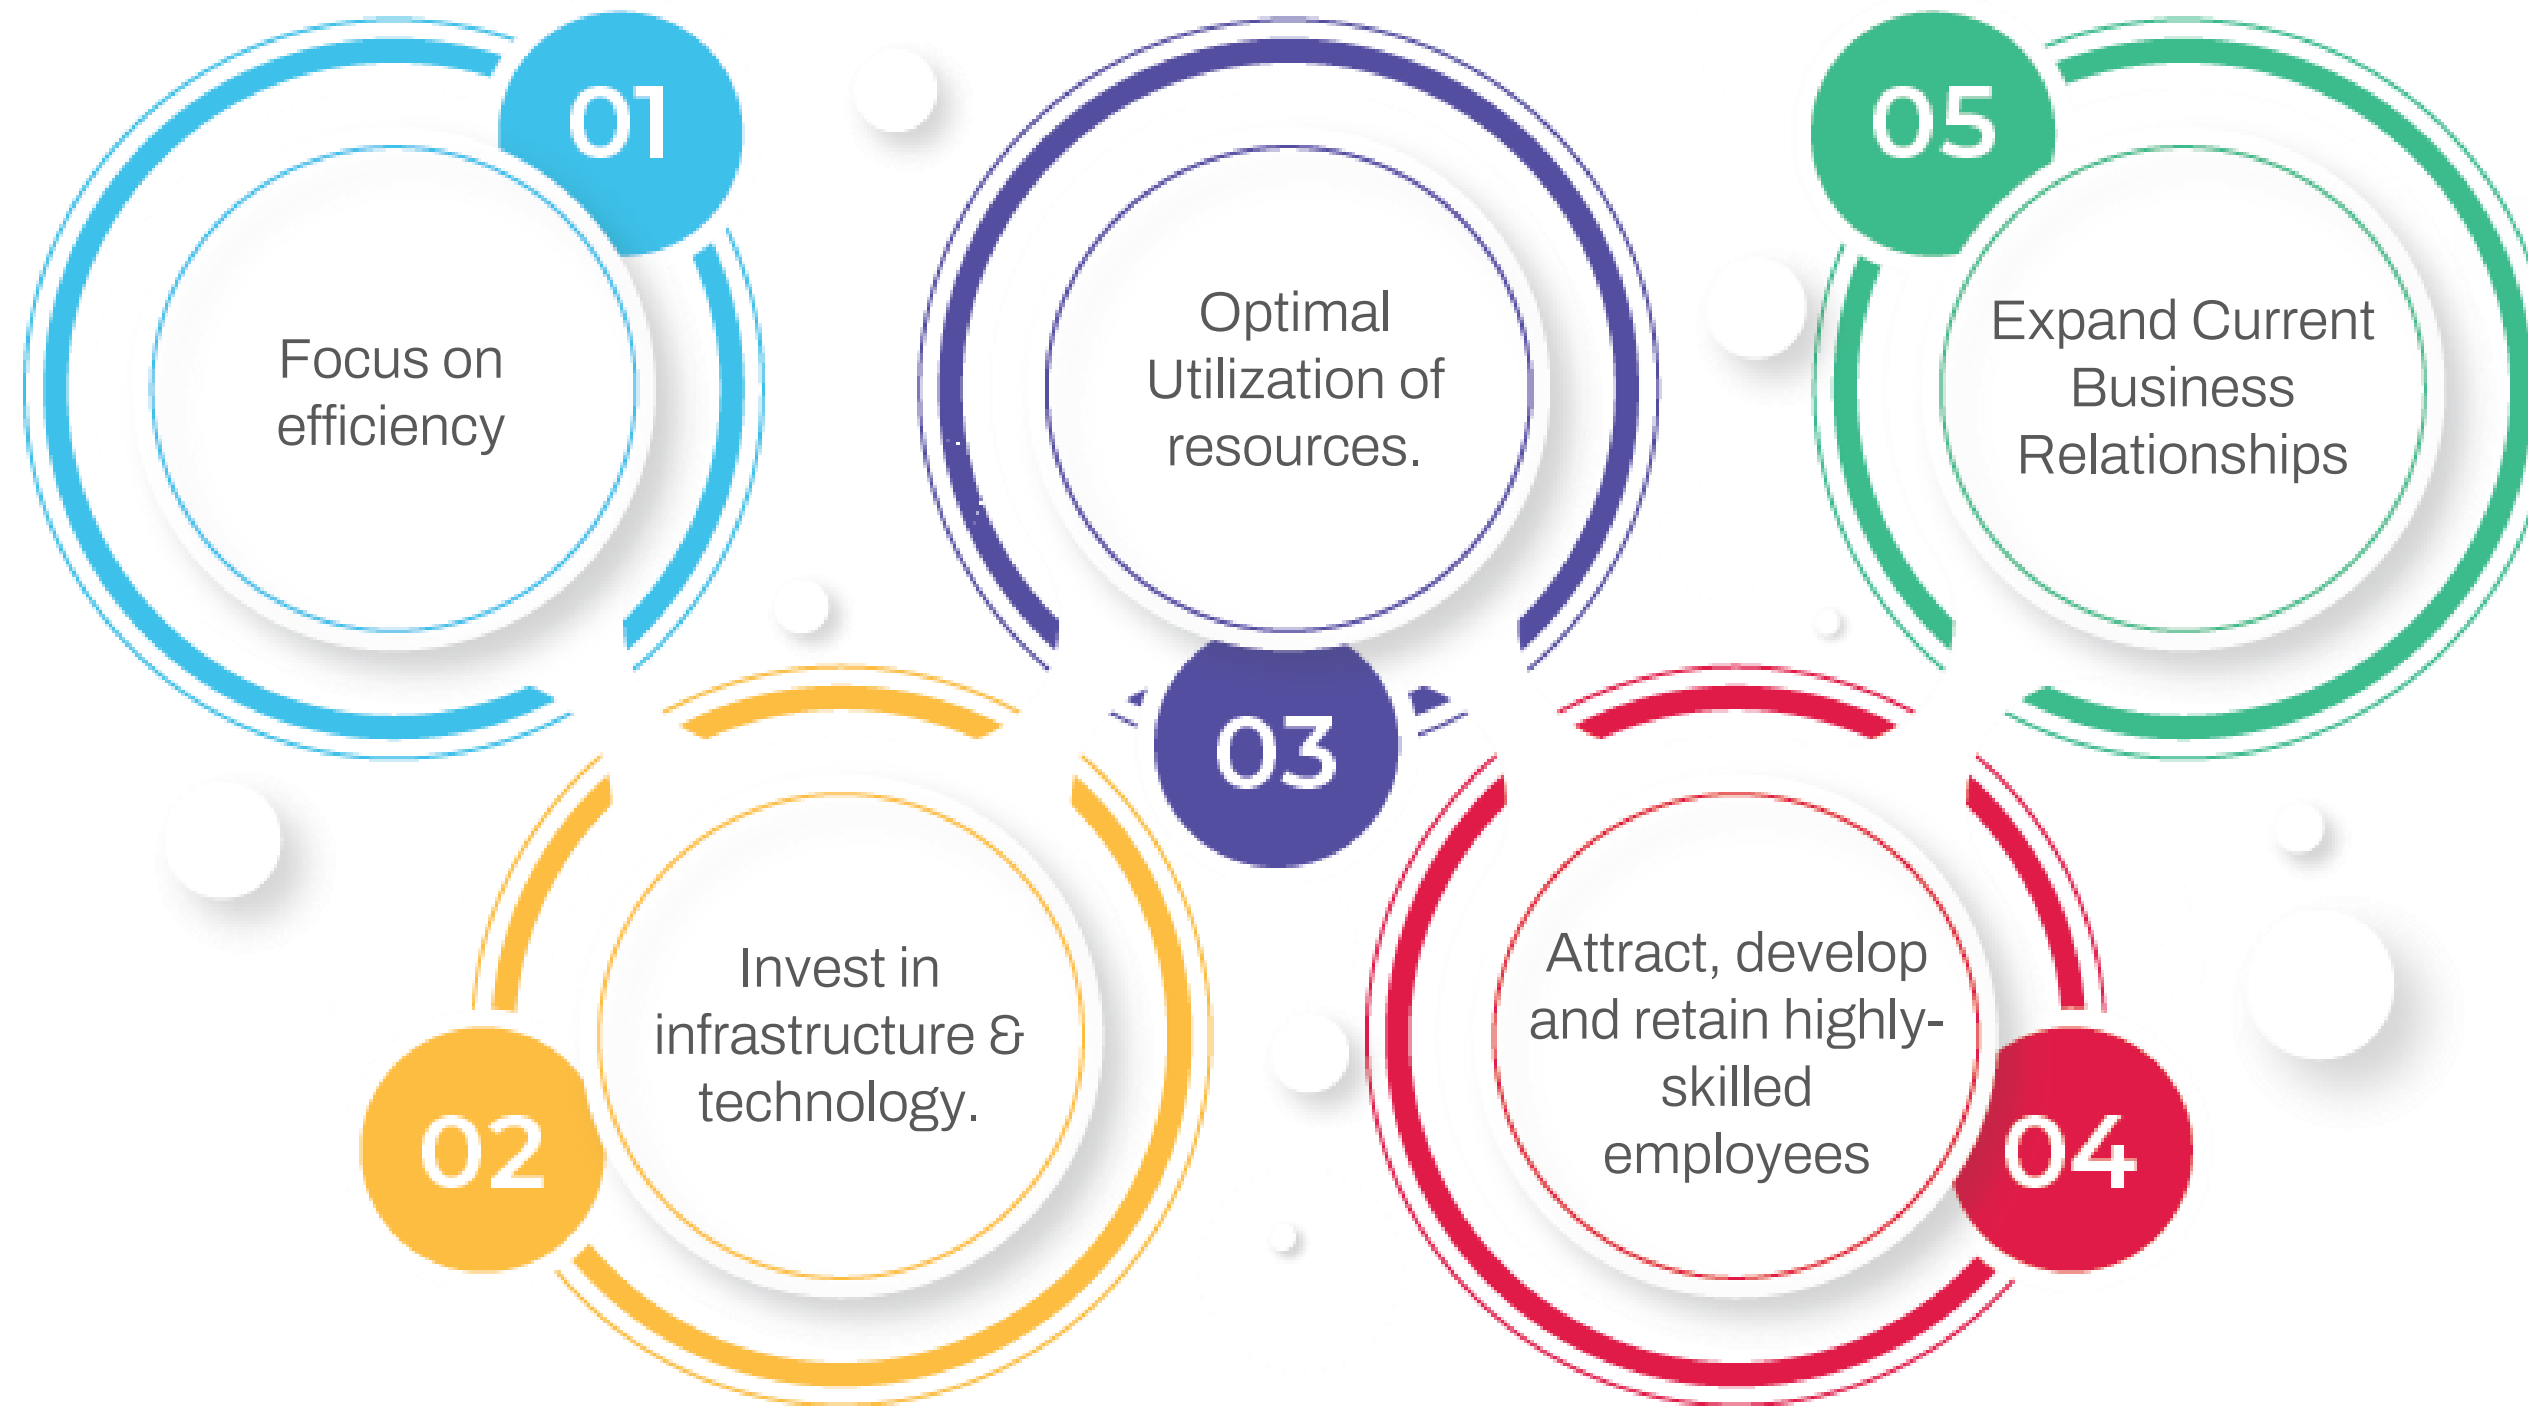 01
Focus on
efficiency
02
Invest in
infrastructure &
technology.
03
Optimal
Utilization of
resources.
04
Attract, develop
and retain highly-
skilled
employees
05
Expand Current
Business
Relationships